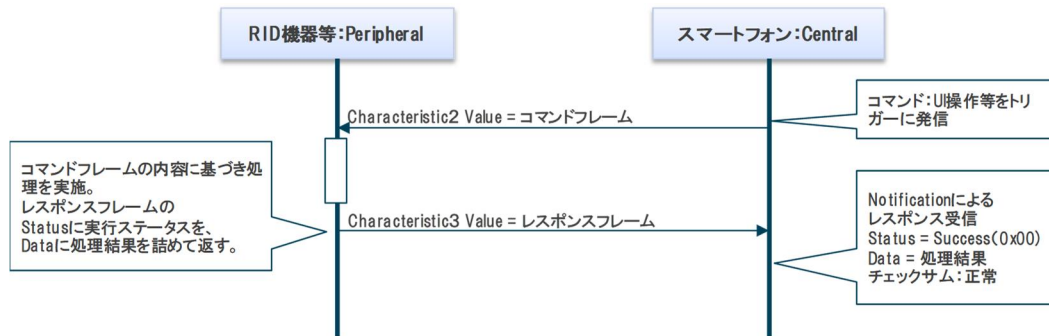 RID機器等:Peripheral
スマートフォン:Central
コマンド:UI操作等をトリ
ガーに発信
Characteristic2 Value = コマンドフレーム
コマンドフレームの内容に基づき処
理を実施。
レスポンスフレームの
Statusに実行ステータスを、
Dataに処理結果を詰めて返す。
Characteristic3 Value = レスポンスフレーム
Notificationによる
レスポンス受信
Status = Success(0x00)
Data = 処理結果
チェックサム:正常